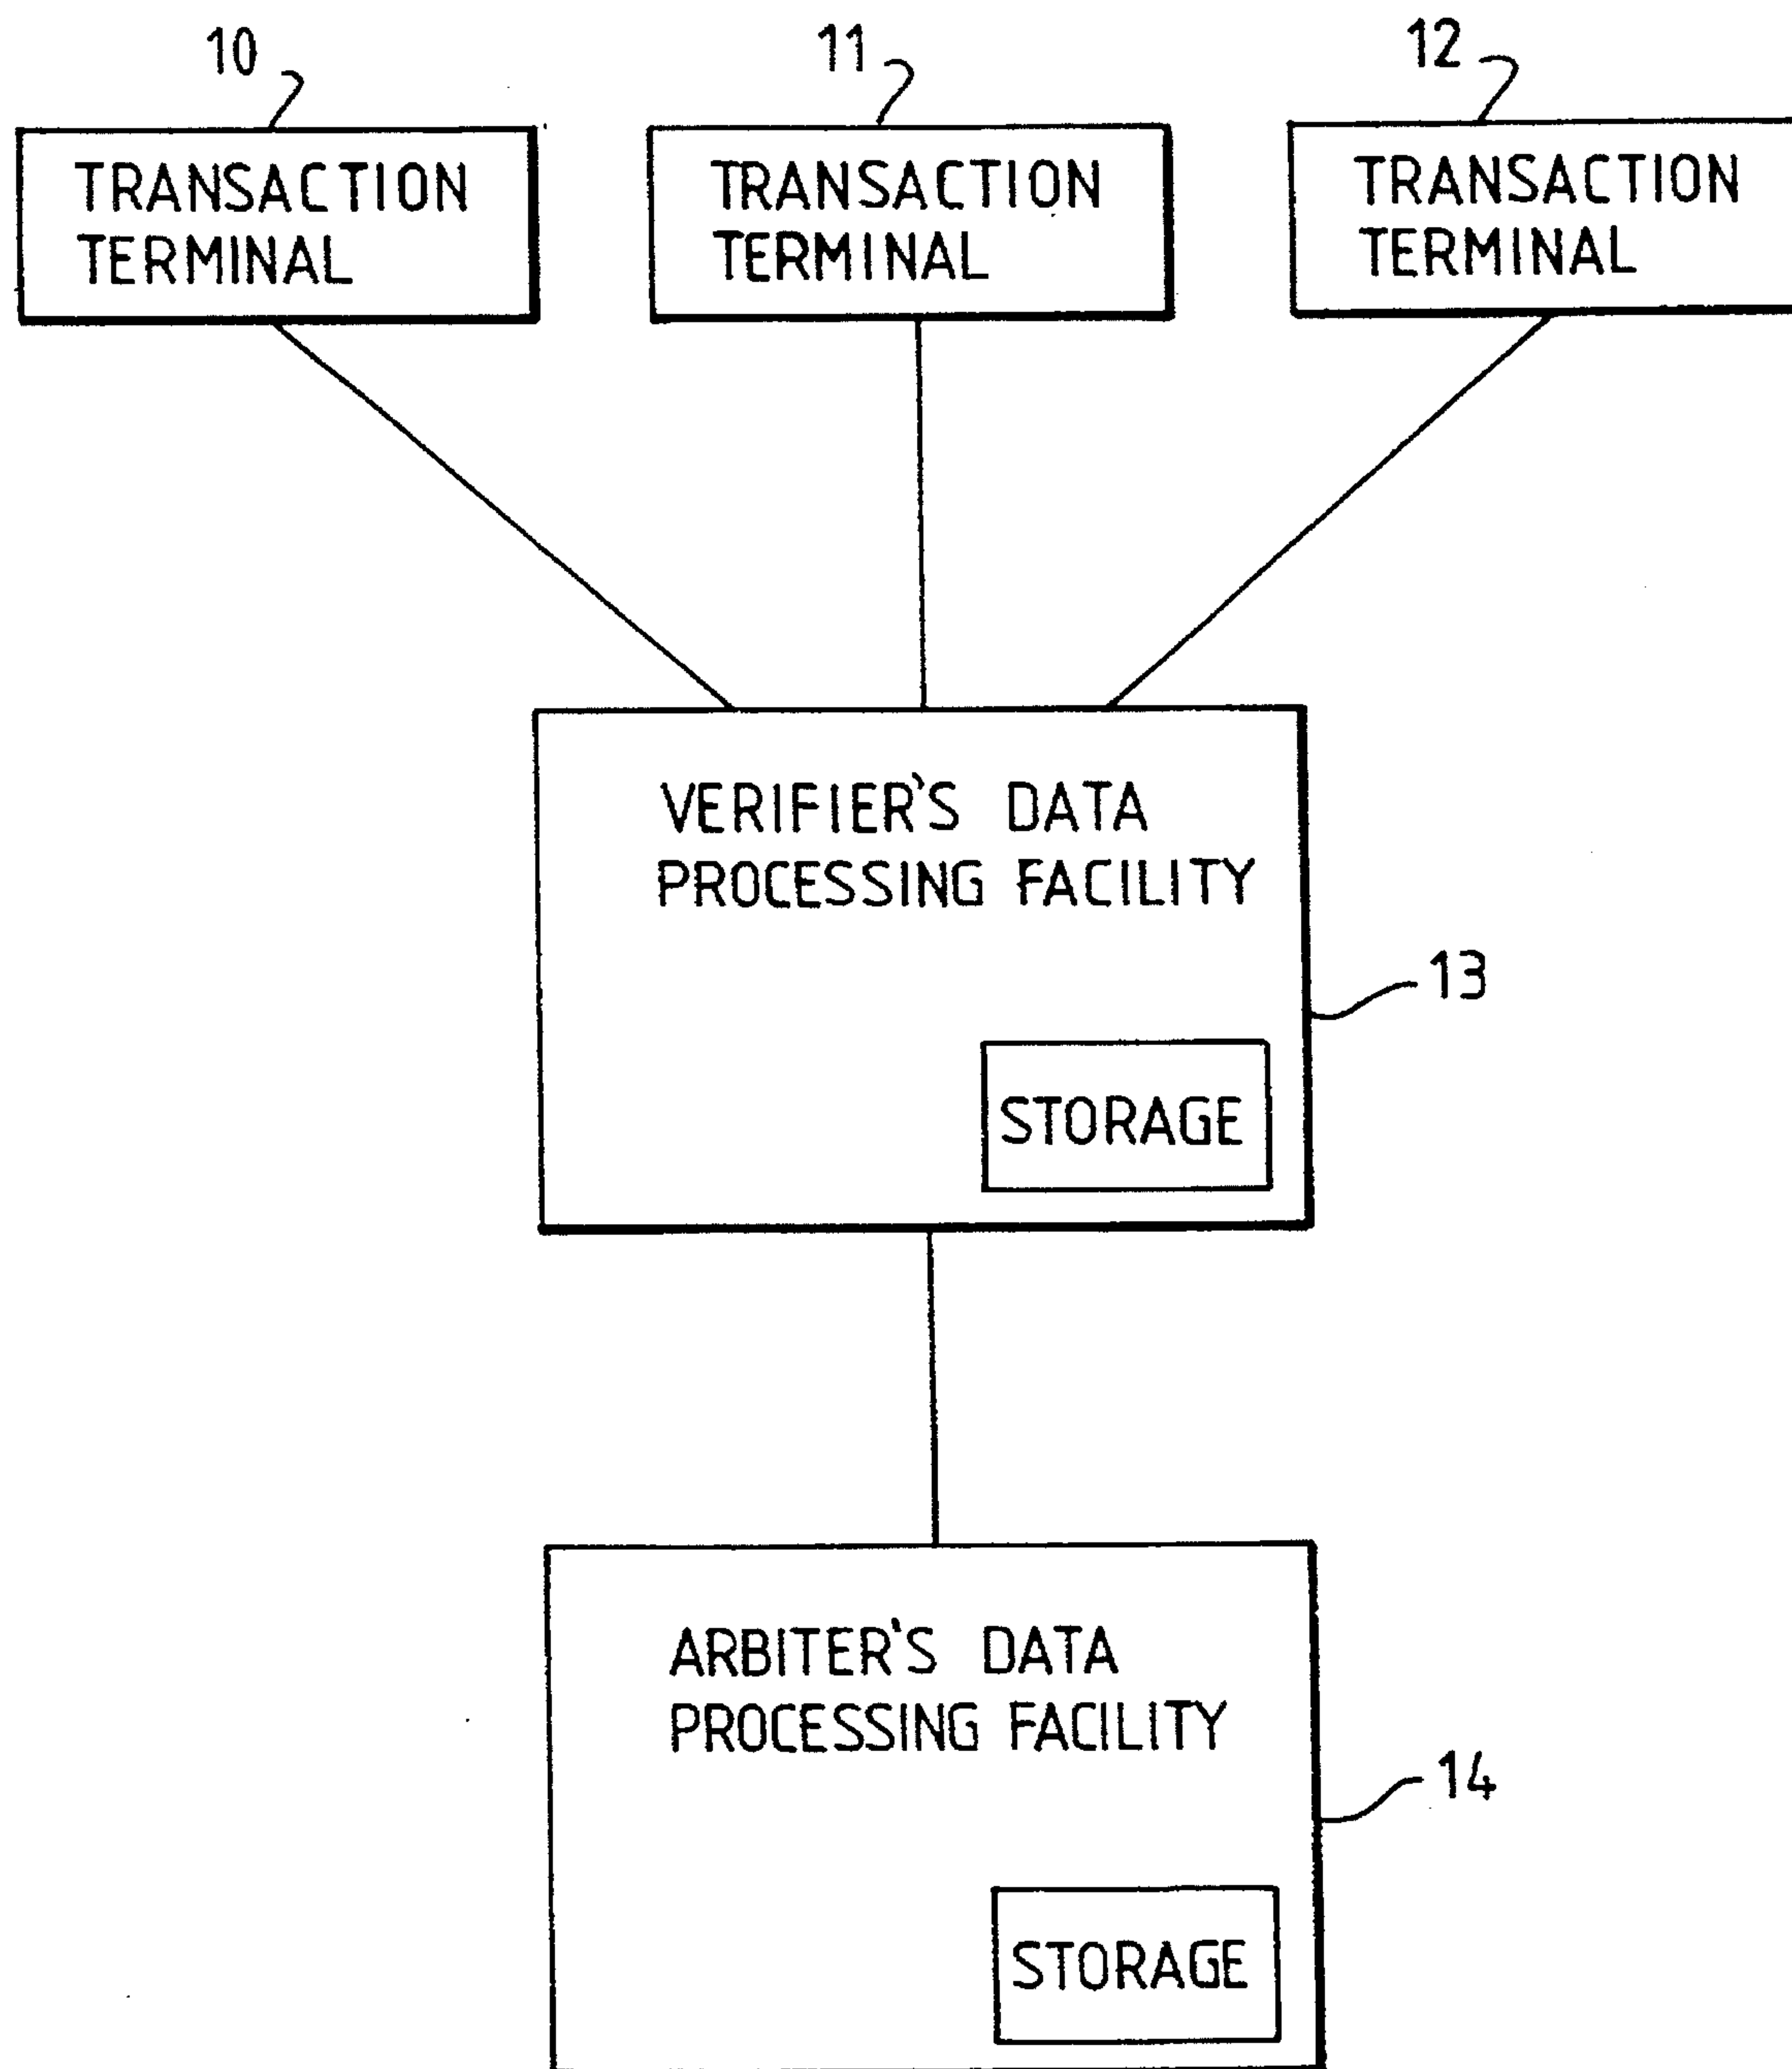 10
11
12
TRANSACTION
TERMINAL
TRANSACTION
TERMINAL
TRANSACTION
TERMINAL
VERIFIER'S DATA
PROCESSING FACILITY
13
STORAGE
ARBITER'S DATA
PROCESSING FACILITY
14
STORAGE